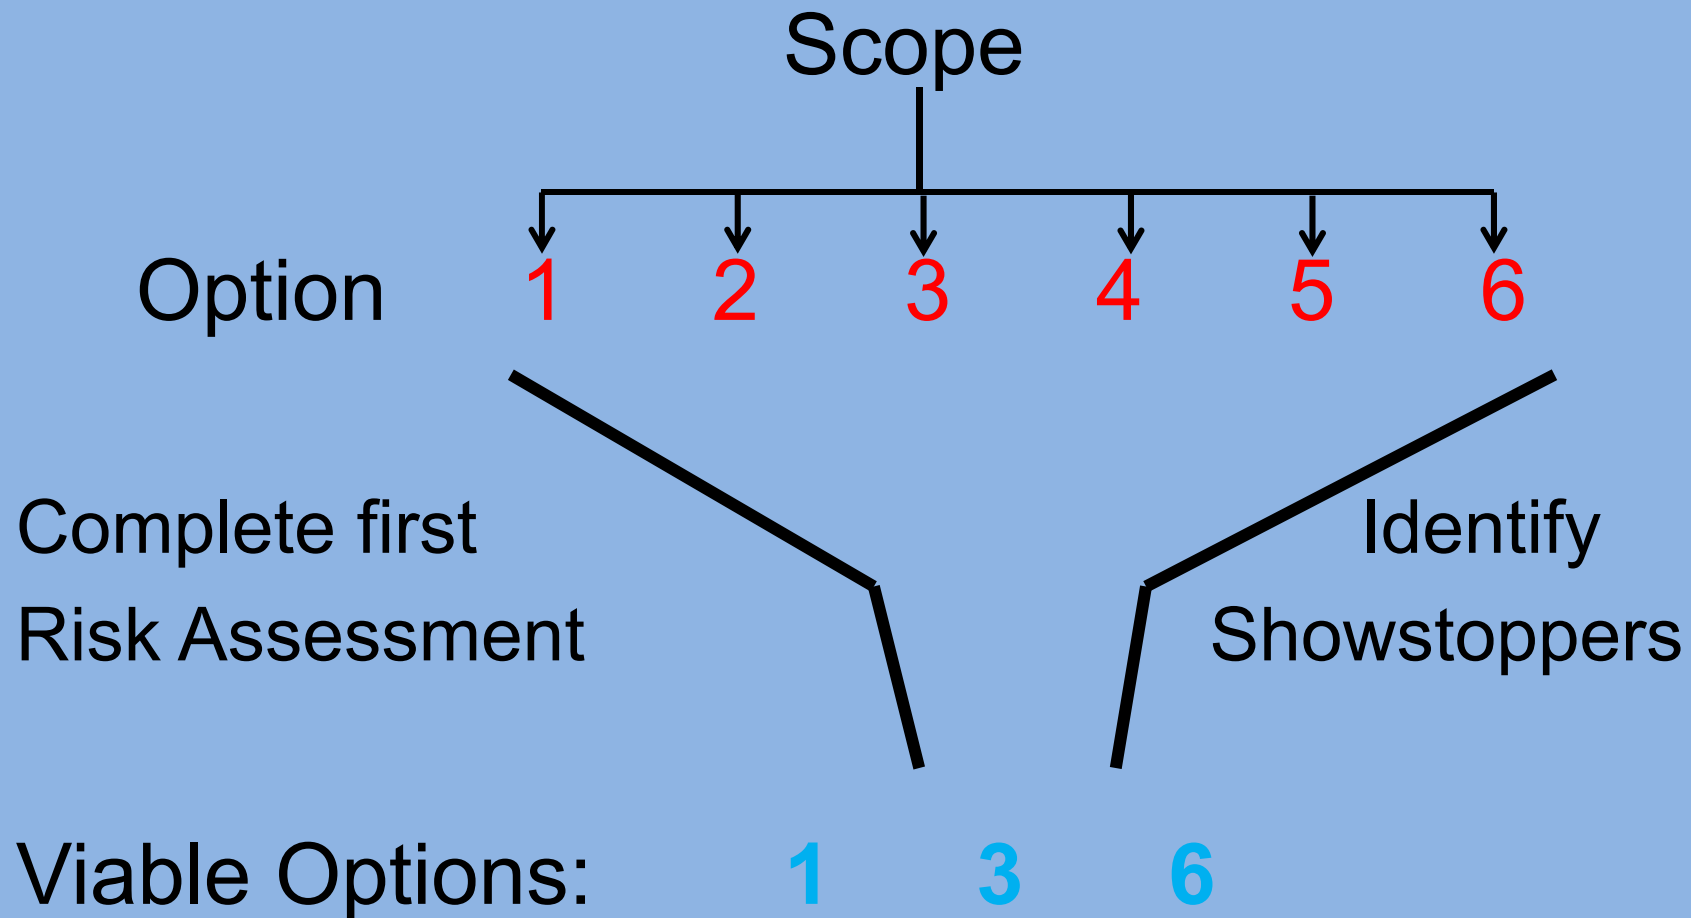 Scope
Option 1 2 3 4 5 6
Complete first
Risk Assessment
Identify
Showstoppers
Viable Options: 1 3 6